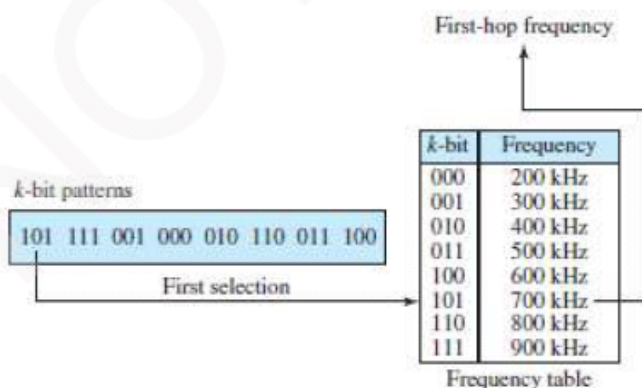 First-hop frequency
k-bit Frequency
000 200 kHz
001 300 kHz
010 400 kHz
011 500 kHz
100 600 kHz
101 700 kHz
110 800 kHz
111 900 kHz
Frequency table
k-bit patterns
101 111 001 000 010 110 011 100
First selection